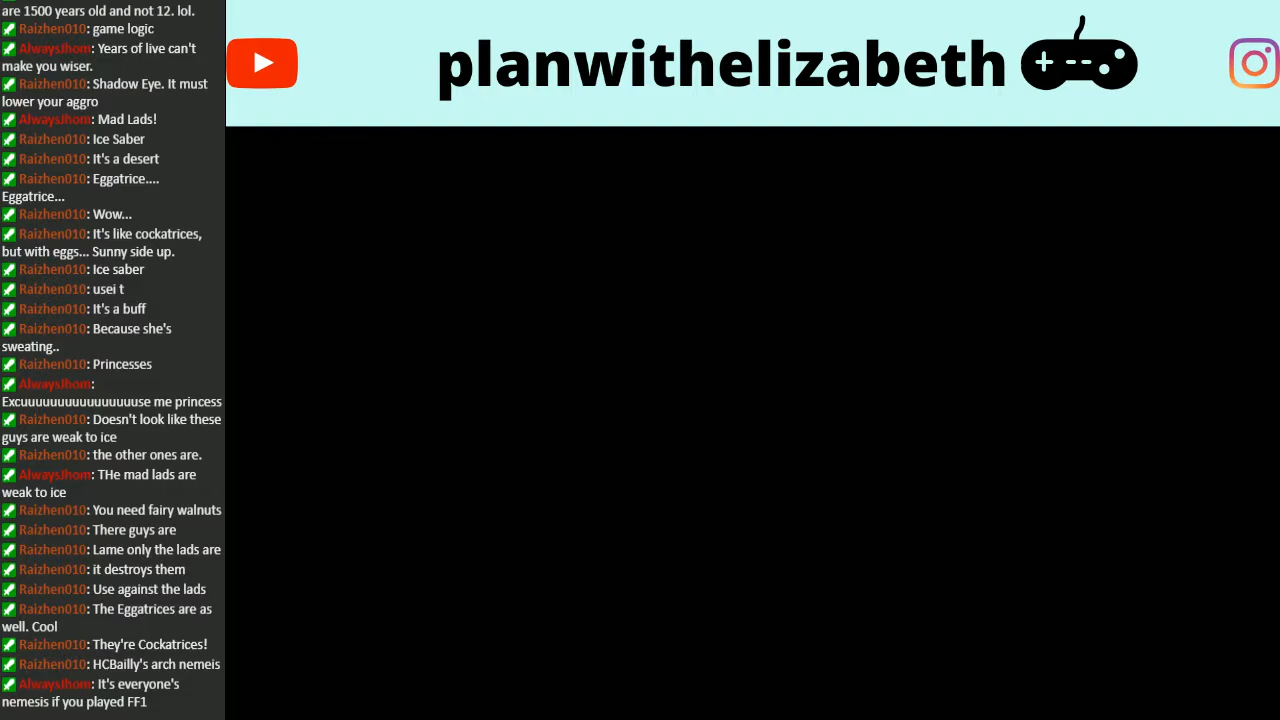 are 1500 years old and not 12. lol.
Raizhen010: game logic
AlwaysJhom: Years of live can't
make you wiser.
Raizhen010: Shadow Eye. It must
lower your aggro
AlwaysJhom: Mad Lads!
Raizhen010: Ice Saber
Raizhen010: It's a desert
Raizhen010: Eggatrice....
Eggatrice...
Raizhen010: Wow...
Raizhen010: It's like cockatrices,
but with eggs... Sunny side up.
Raizhen010: Ice saber
Raizhen010: usei t
Raizhen010: It's a buff
Raizhen010: Because she's
sweating..
Raizhen010: Princesses
AlwaysJhom:
Excuuuuuuuuuuuuuuuse me princess
Raizhen010: Doesn't look like these
guys are weak to ice
Raizhen010: the other ones are.
AlwaysJhom: THe mad lads are
weak to ice
Raizhen010: You need fairy walnuts
Raizhen010: There guys are
Raizhen010: Lame only the lads are
Raizhen010: it destroys them
Raizhen010: Use against the lads
Raizhen010: The Eggatrices are as
well. Cool
Raizhen010: They're Cockatrices!
Raizhen010: HCBailly's arch nemeis
AlwaysJhom: It's everyone's
nemesis if you played FF1
planwithelizabeth